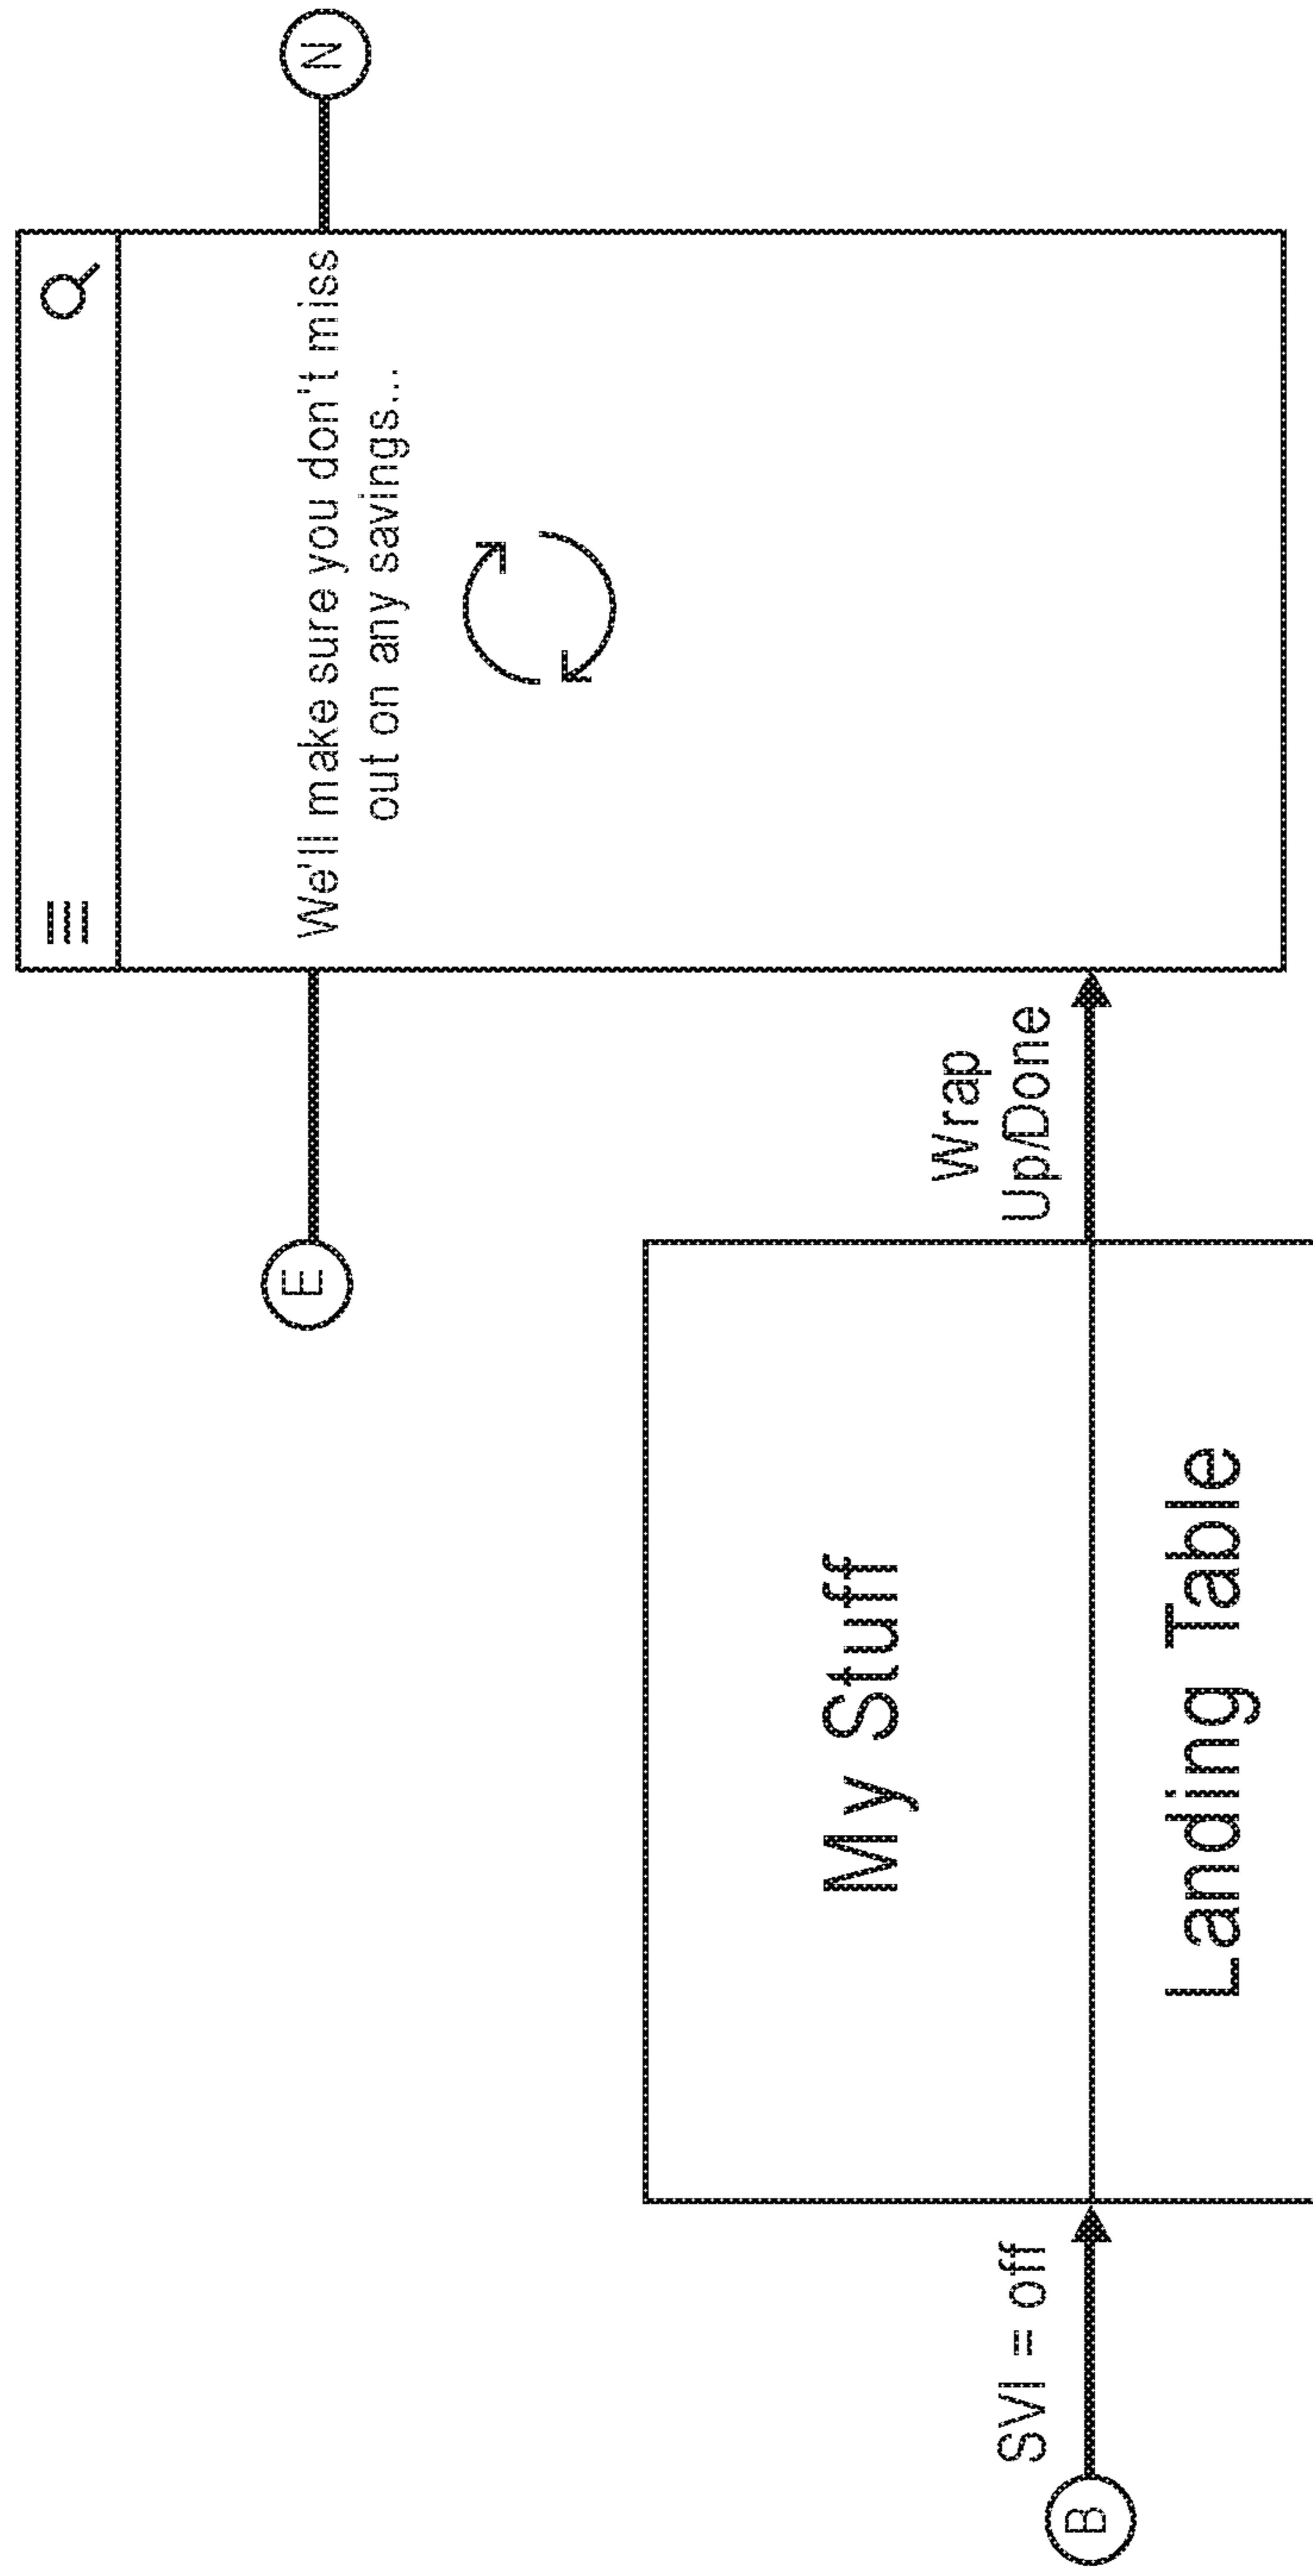 B
SVI = off
My Stuff
Landing Table
Wrap
Up/Done
E
We'll make sure you don't miss
out on any savings...
N